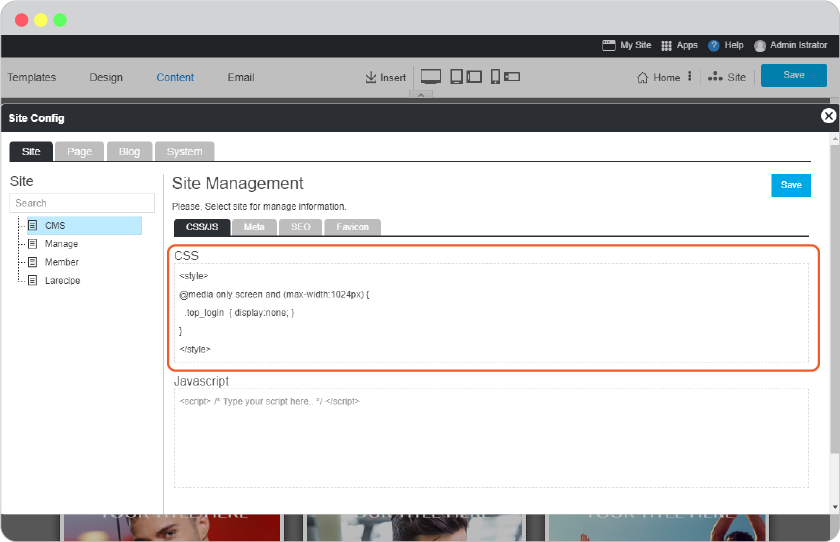 My Site Apps ? Help Admin Istrator
Templates Design Content Email Insert Home Site Save
Site Config
Site Page Blog System
Site
Search
CMS
Manage
Member
Larecipe
Site Management
Save
Please, Select site for manage information.
CSS/JS Meta SEO Favicon
CSS
<style>
@media only screen and (max-width:1024px) {
.top_login { display:none; }
}
</style>
Javascript
<script> /* Type your script here.. */ </script>
YOUR TITLE HERE YOUR TITLE HERE YOUR TITLE HERE